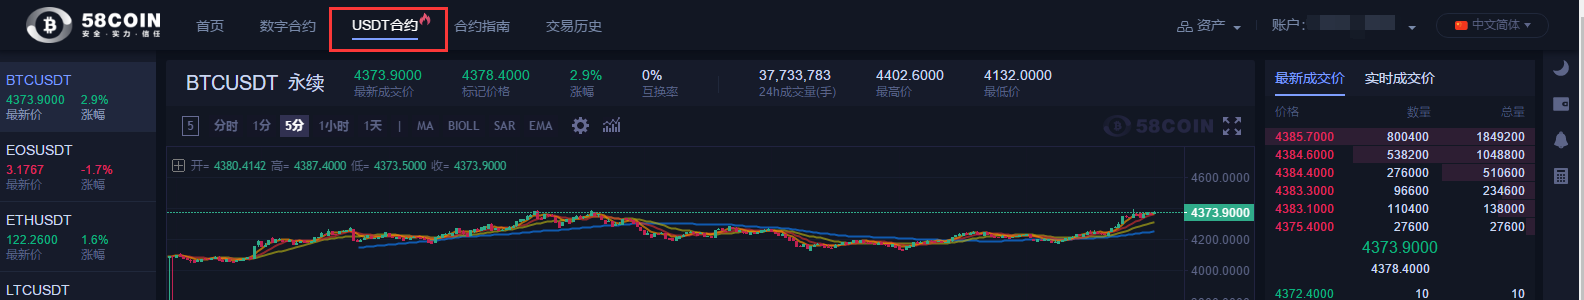 58COIN
安全·实力·信任
首页 数字合约 USDT合约 合约指南 交易历史
资产 账户: 中文简体
BTCUSDT
4373.9000 2.9%
最新价 涨幅
EOSUSDT
3.1767 -1.7%
最新价 涨幅
ETHUSDT
122.2600 1.6%
最新价 涨幅
LTCUSDT
BTCUSDT 永续
4373.9000 4378.4000 2.9% 0% 37,733,783 4402.6000 4132.0000
最新成交价 标记价格 涨幅 互换率 24h成交量(手) 最高价 最低价
5 分时 1分 5分 1小时 1天 | MA BIOLL SAR EMA
58COIN
开= 4380.4142 高= 4387.4000 低= 4373.5000 收= 4373.9000
4600.0000
4373.9000
4200.0000
4000.0000
最新成交价 实时成交价
价格 数量 总量
4385.7000 800400 1849200
4384.6000 538200 1048800
4384.4000 276000 510600
4383.3000 96600 234600
4383.1000 110400 138000
4375.4000 27600 27600
4373.9000
4378.4000
4372.4000 10 10